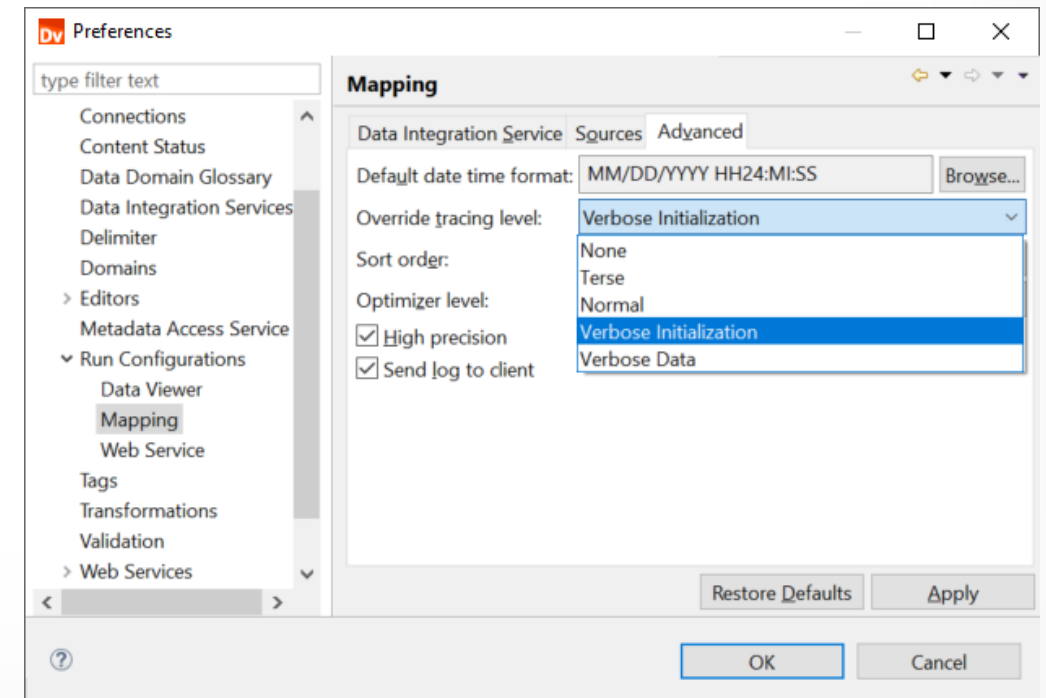 Dv Preferences
type filter text
Connections
Content Status
Data Domain Glossary
Data Integration Services
Delimiter
Domains
Editors
Metadata Access Service
Run Configurations
Data Viewer
Mapping
Web Service
Tags
Transformations
Validation
Web Services
Mapping
Data Integration Service Sources Advanced
Default date time format: MM/DD/YYYY HH24:MI:SS Browse...
Override tracing level: Verbose Initialization
None
Sort order:
Terse
Optimizer level:
Normal
High precision
Verbose Initialization
Send log to client
Verbose Data
Restore Defaults Apply
? OK Cancel